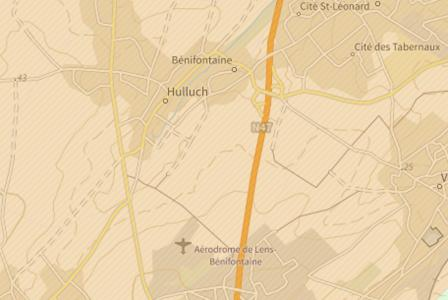 Cité St-Léonard
Cité des Tabernaux
Bénifontaine
43
Hulluch
N47
25
V
Aérodrome de Lens-
Bénifontaine